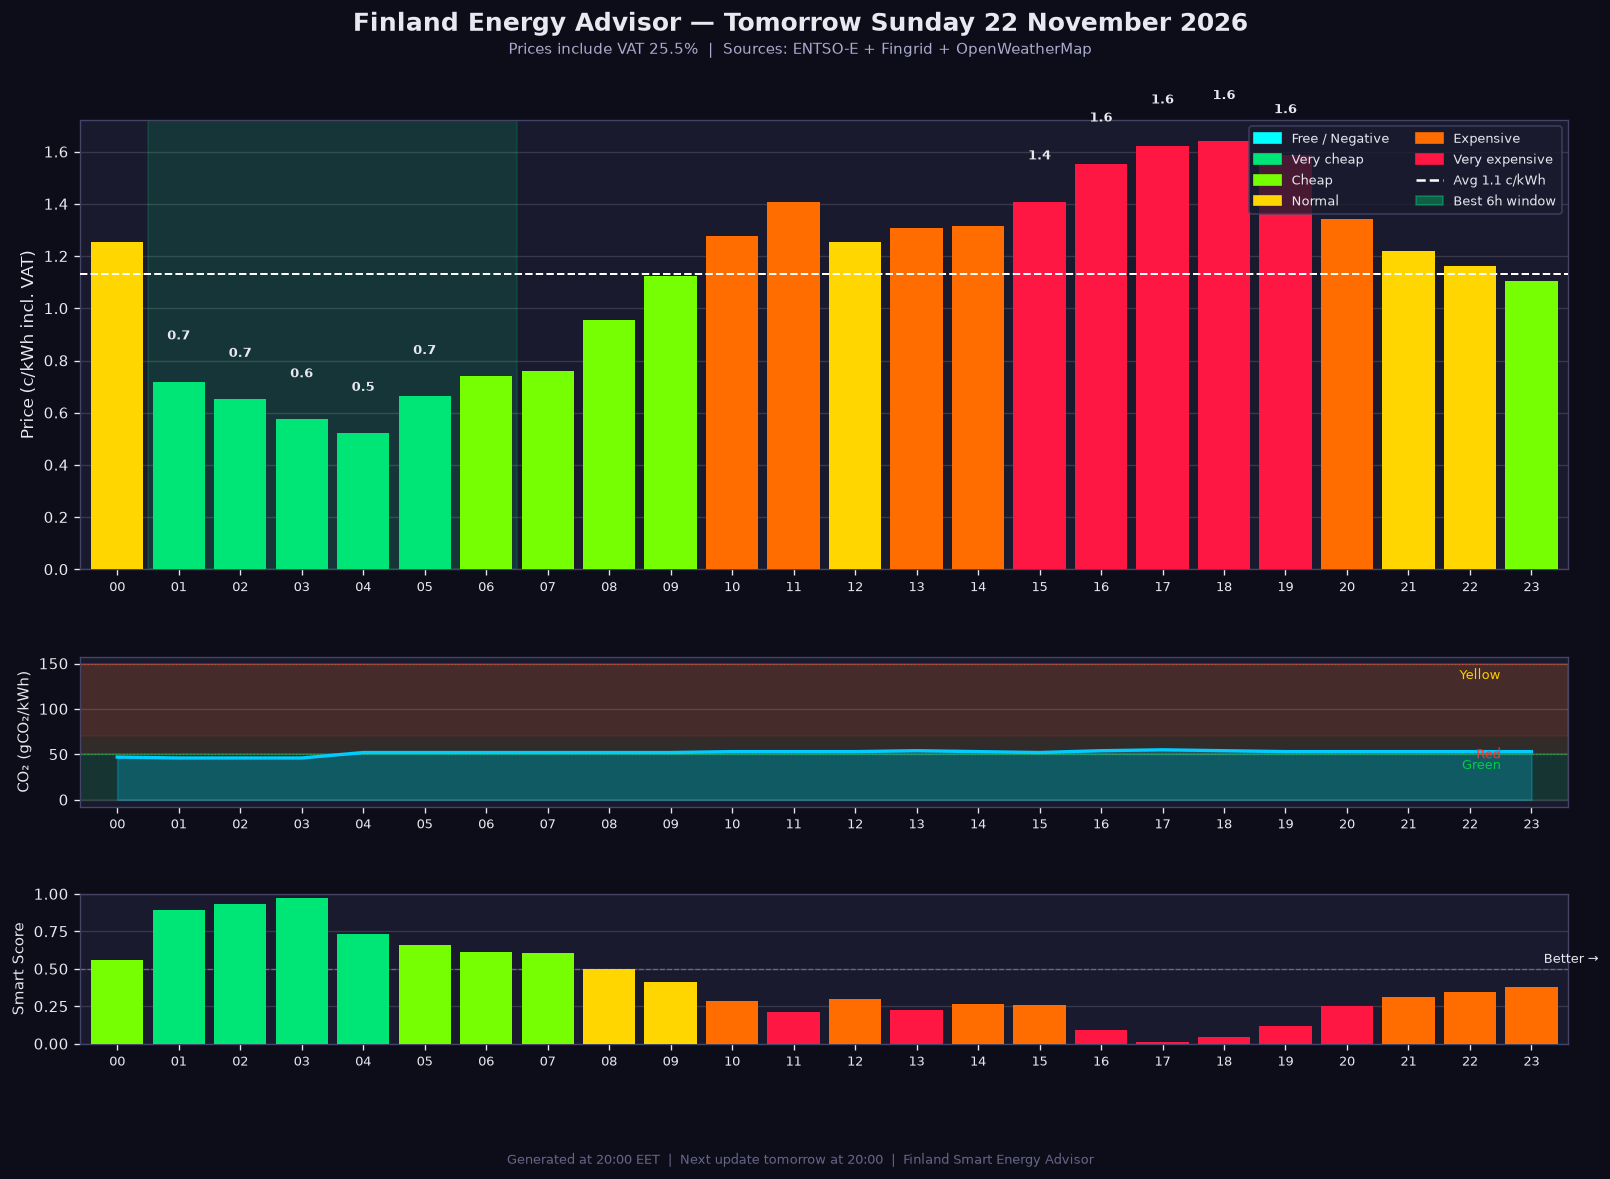 Finland Energy Advisor — Tomorrow Sunday 22 November 2026
Prices include VAT 25.5%  |  Sources: ENTSO-E + Fingrid + OpenWeatherMap
Price (c/kWh incl. VAT)
1.6
1.4
1.2
1.0
0.8
0.6
0.4
0.2
0.0
0.7
0.7
0.6
0.5
0.7
1.4
1.6
1.6
1.6
1.6
Free / Negative
Very cheap
Cheap
Normal
Expensive
Very expensive
Avg 1.1 c/kWh
Best 6h window
00 01 02 03 04 05 06 07 08 09 10 11 12 13 14 15 16 17 18 19 20 21 22 23
CO₂ (gCO₂/kWh)
150
100
50
0
Yellow
Red
Green
00 01 02 03 04 05 06 07 08 09 10 11 12 13 14 15 16 17 18 19 20 21 22 23
Smart Score
1.00
0.75
0.50
0.25
0.00
Better →
00 01 02 03 04 05 06 07 08 09 10 11 12 13 14 15 16 17 18 19 20 21 22 23
Generated at 20:00 EET  |  Next update tomorrow at 20:00  |  Finland Smart Energy Advisor